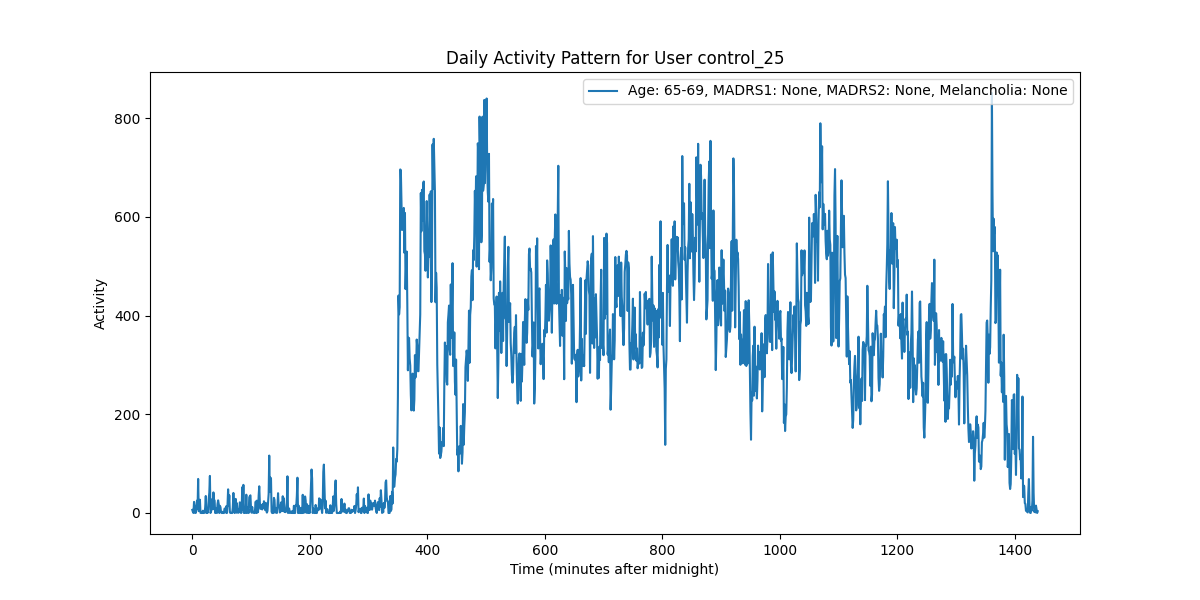 Daily Activity Pattern for User control_25
Age: 65-69, MADRS1: None, MADRS2: None, Melancholia: None
Activity
800
600
400
200
0
0 200 400 600 800 1000 1200 1400
Time (minutes after midnight)